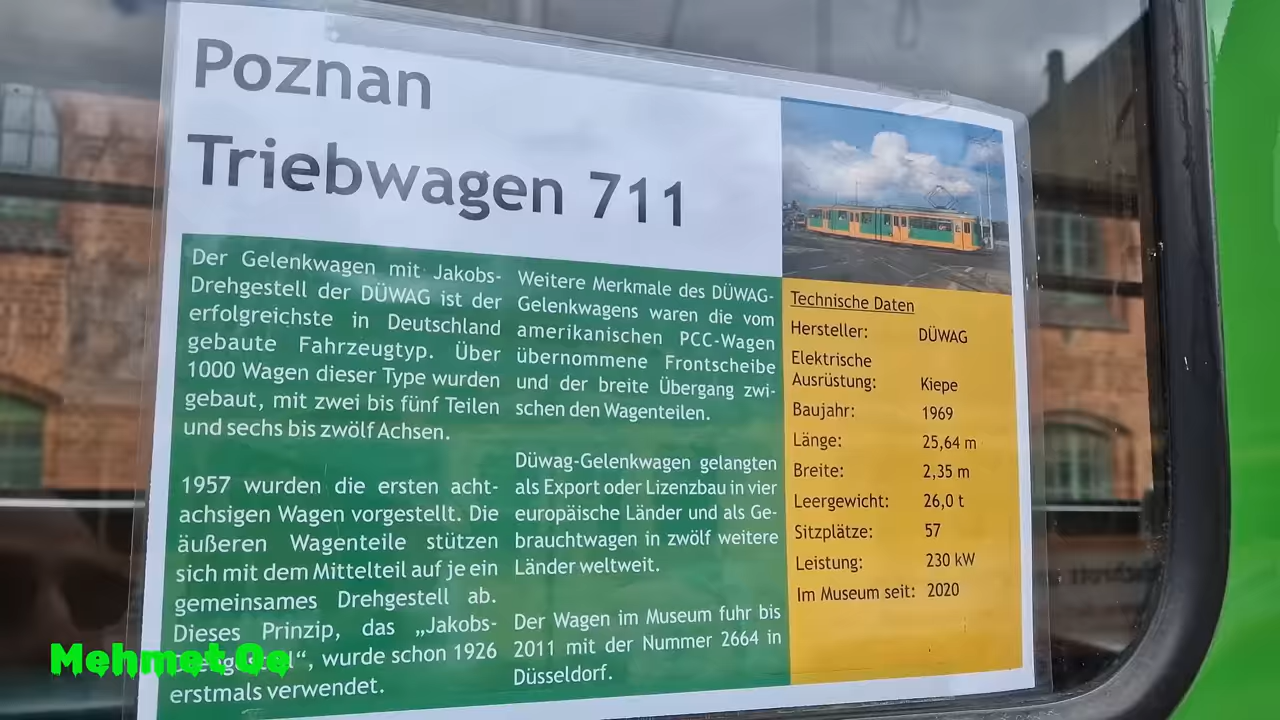 Poznan
Triebwagen 711
Der Gelenkwagen mit Jakobs-
Drehgestell der DÜWAG ist der
erfolgreichste in Deutschland
gebaute Fahrzeugtyp. Über
1000 Wagen dieser Type wurden
gebaut, mit zwei bis fünf Teilen
und sechs bis zwölf Achsen.
1957 wurden die ersten acht-
achsigen Wagen vorgestellt. Die
äußeren Wagenteile stützen
sich mit dem Mittelteil auf je ein
gemeinsames Drehgestell ab.
Dieses Prinzip, das „Jakobs-
“, wurde schon 1926
erstmals verwendet.
Weitere Merkmale des DÜWAG-
Gelenkwagens waren die vom
amerikanischen PCC-Wagen
übernommene Frontscheibe
und der breite Übergang zwi-
schen den Wagenteilen.
Düwag-Gelenkwagen gelangten
als Export oder Lizenzbau in vier
europäische Länder und als Ge-
brauchtwagen in zwölf weitere
Länder weltweit.
Der Wagen im Museum fuhr bis
2011 mit der Nummer 2664 in
Düsseldorf.
Technische Daten
Hersteller: DÜWAG
Elektrische
Ausrüstung: Kiepe
Baujahr: 1969
Länge: 25,64 m
Breite: 2,35 m
Leergewicht: 26,0 t
Sitzplätze: 57
Leistung: 230 kW
Im Museum seit: 2020
Mehmet Oe